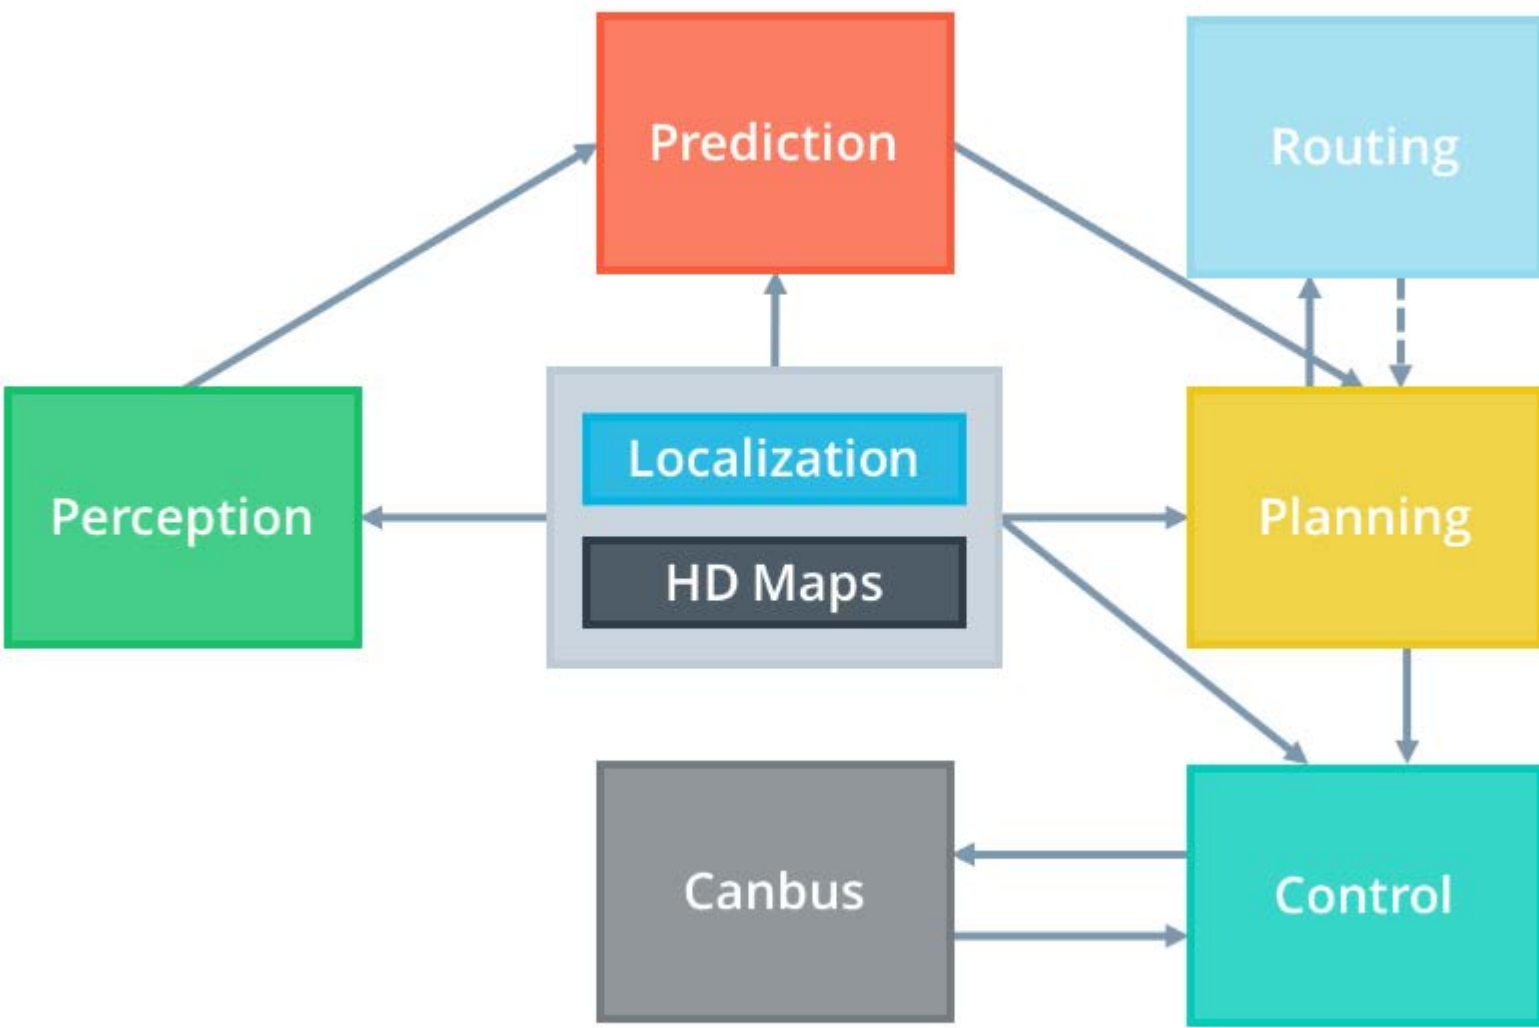 Prediction
Routing
Localization
Perception
Planning
HD Maps
Canbus
Control